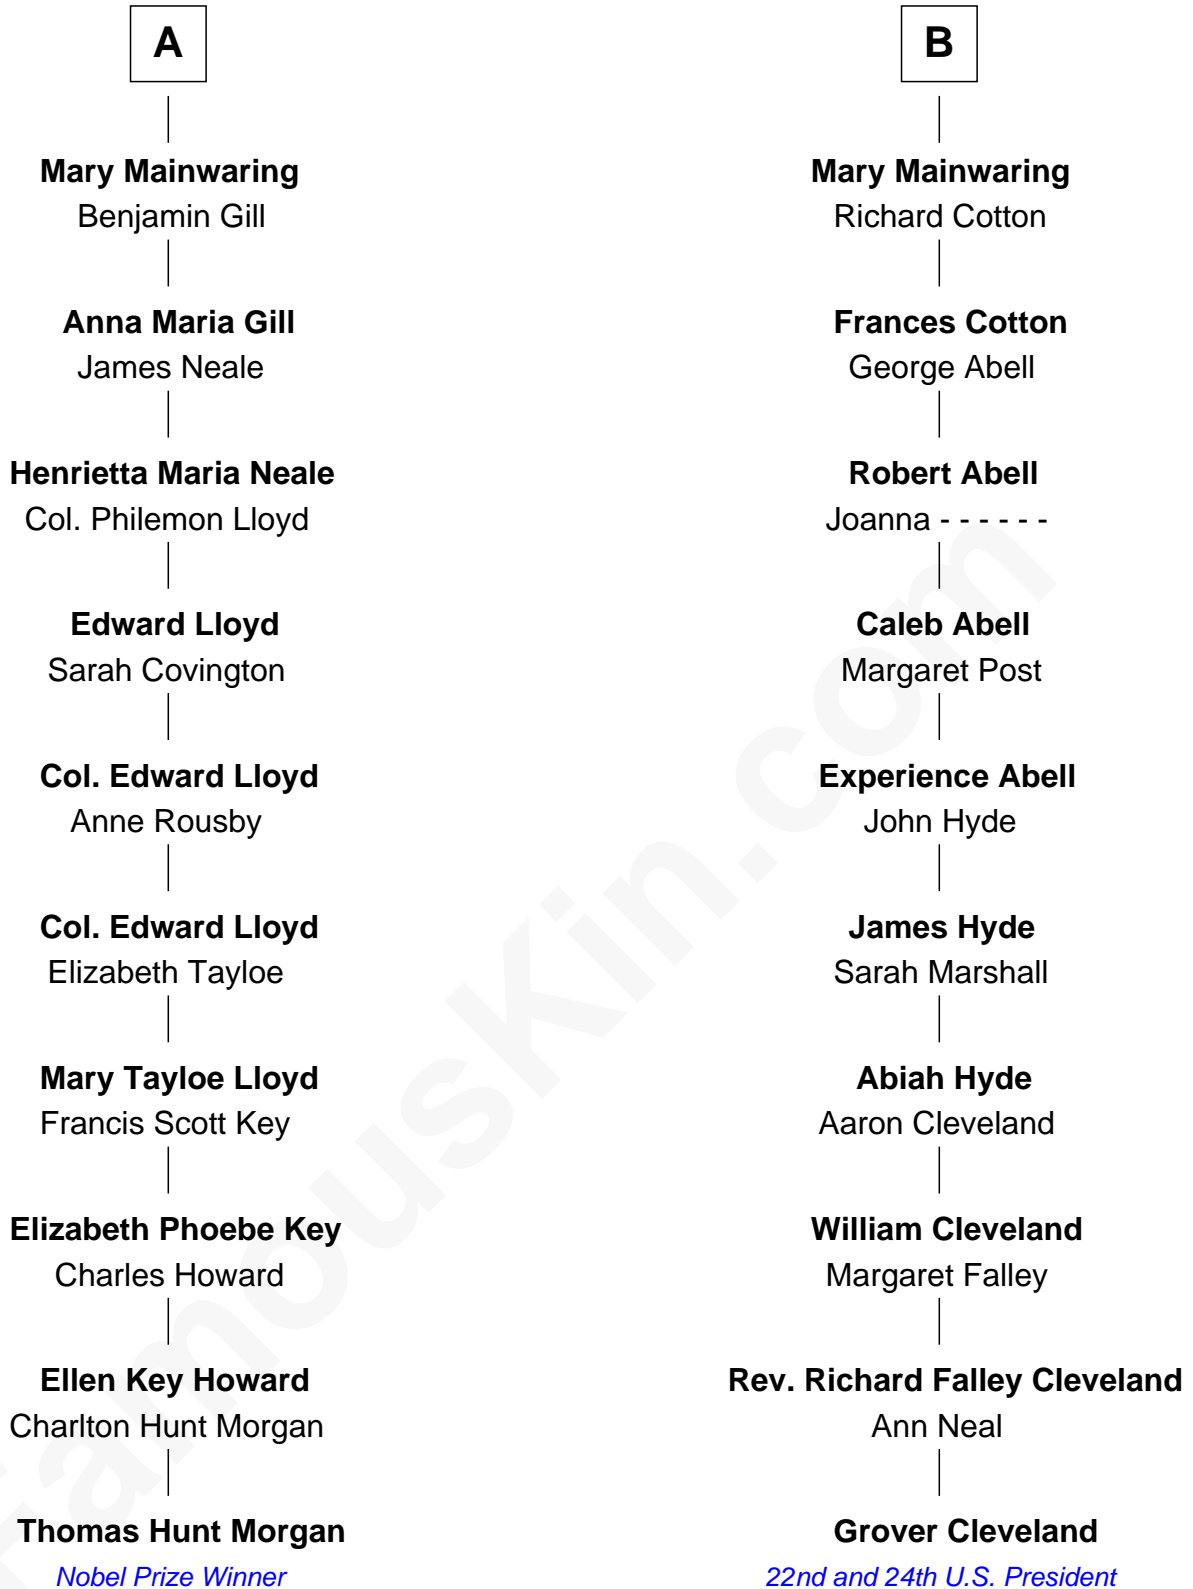 A
Mary Mainwaring
Benjamin Gill
Anna Maria Gill
James Neale
Henrietta Maria Neale
Col. Philemon Lloyd
Edward Lloyd
Sarah Covington
Col. Edward Lloyd
Anne Rousby
Col. Edward Lloyd
Elizabeth Tayloe
Mary Tayloe Lloyd
Francis Scott Key
Elizabeth Phoebe Key
Charles Howard
Ellen Key Howard
Charlton Hunt Morgan
Thomas Hunt Morgan
Nobel Prize Winner
B
Mary Mainwaring
Richard Cotton
Frances Cotton
George Abell
Robert Abell
Joanna - - - - - -
Caleb Abell
Margaret Post
Experience Abell
John Hyde
James Hyde
Sarah Marshall
Abiah Hyde
Aaron Cleveland
William Cleveland
Margaret Falley
Rev. Richard Falley Cleveland
Ann Neal
Grover Cleveland
22nd and 24th U.S. President
FamousKin.com